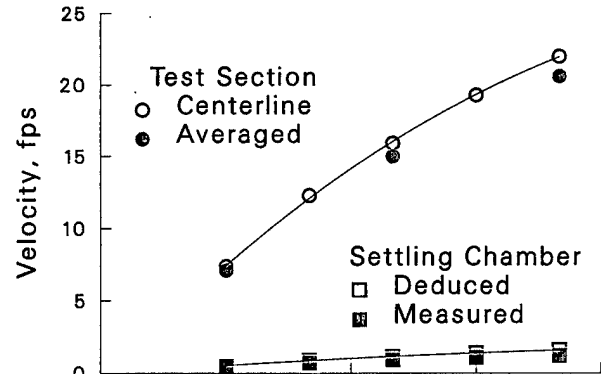 25
Test Section
20
Centerline
Averaged
15
Velocity, fps
10
Settling Chamber
5
Deduced
Measured
0